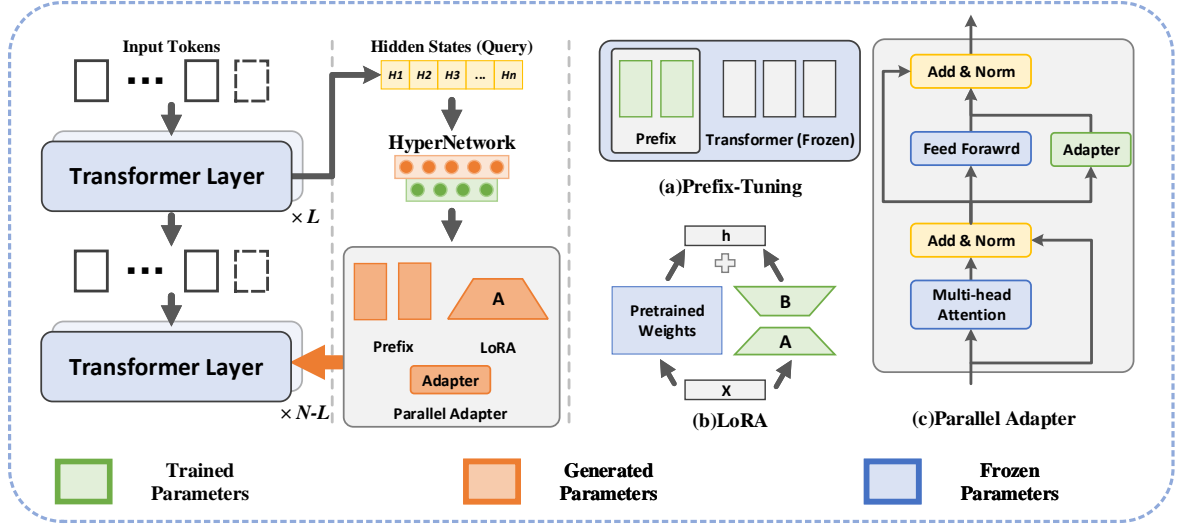 Input Tokens
Transformer Layer
× L
Transformer Layer
× N-L
Hidden States (Query)
H1 H2 H3 ... Hn
HyperNetwork
A
Prefix
LoRA
Adapter
Parallel Adapter
Prefix
Transformer (Frozen)
(a)Prefix-Tuning
h
Pretrained
Weights
B
A
X
(b)LoRA
Add & Norm
Feed Forawrd
Adapter
Add & Norm
Multi-head
Attention
(c)Parallel Adapter
Trained
Parameters
Generated
Parameters
Frozen
Parameters